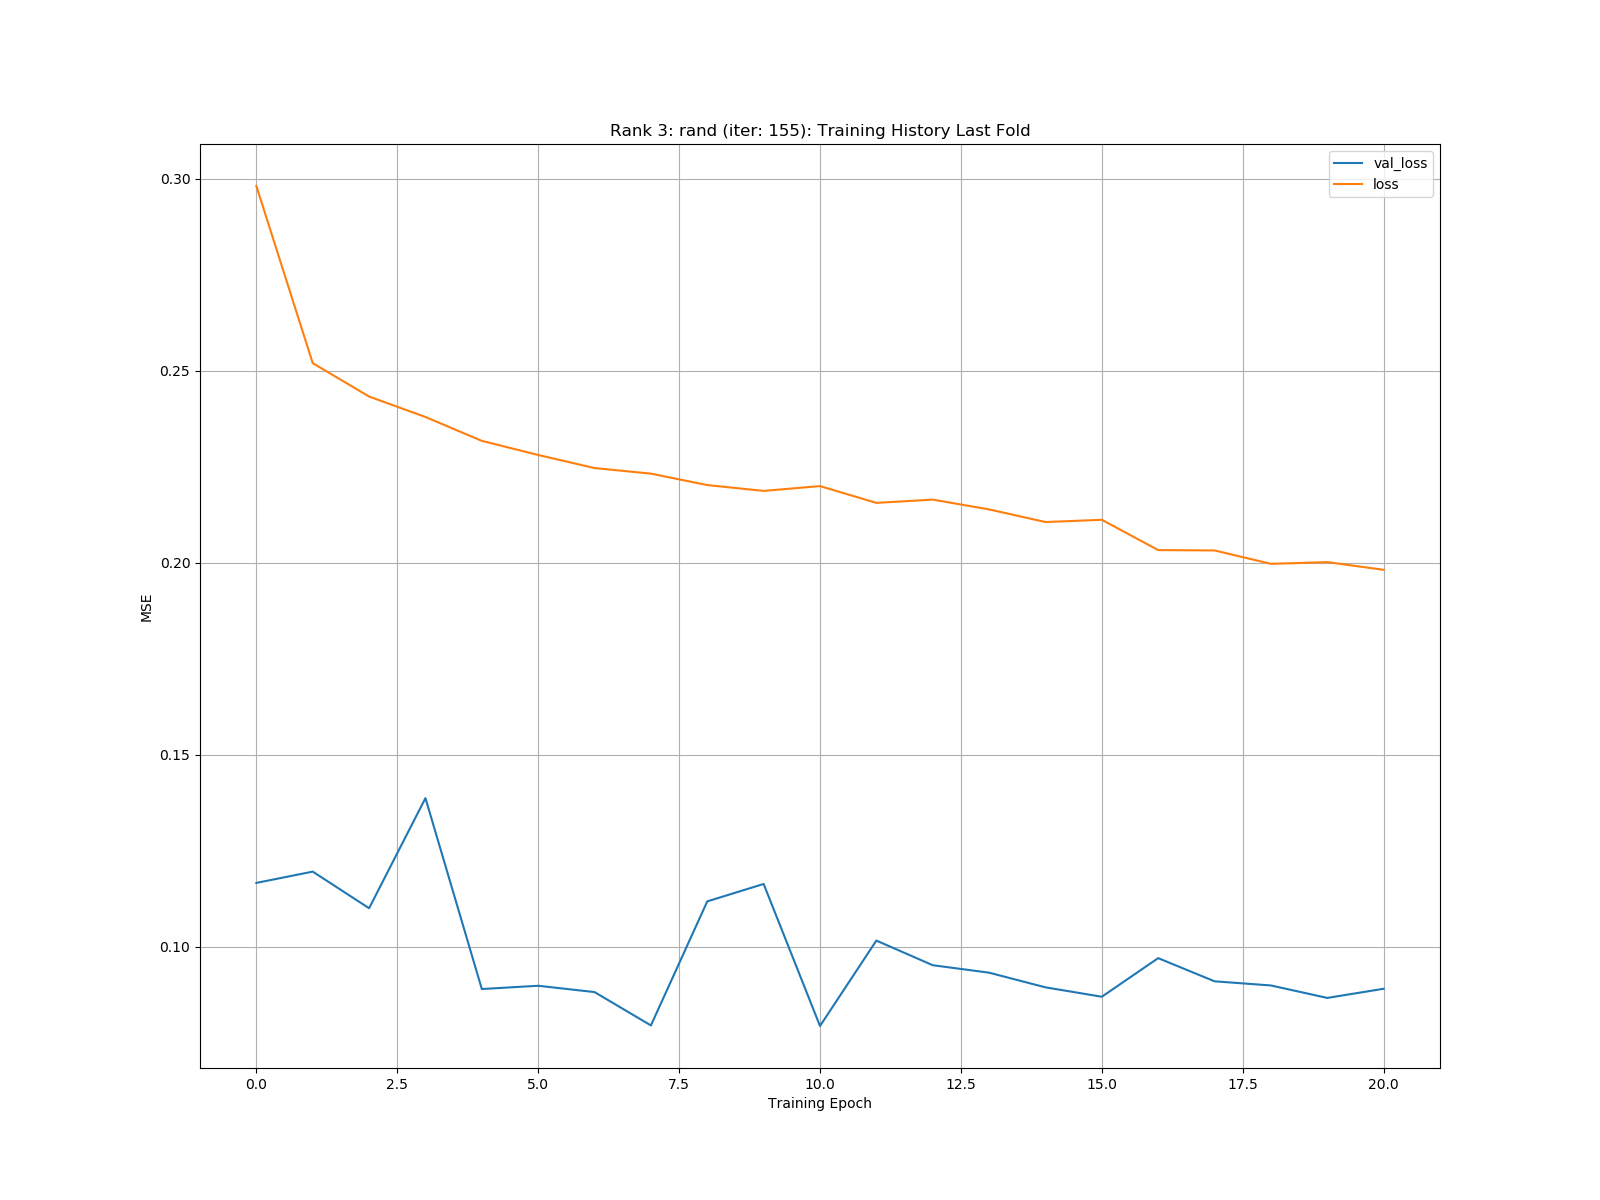 Rank 3: rand (iter: 155): Training History Last Fold
val_loss
loss
0.30
0.25
0.20
0.15
0.10
MSE
0.0 2.5 5.0 7.5 10.0 12.5 15.0 17.5 20.0
Training Epoch